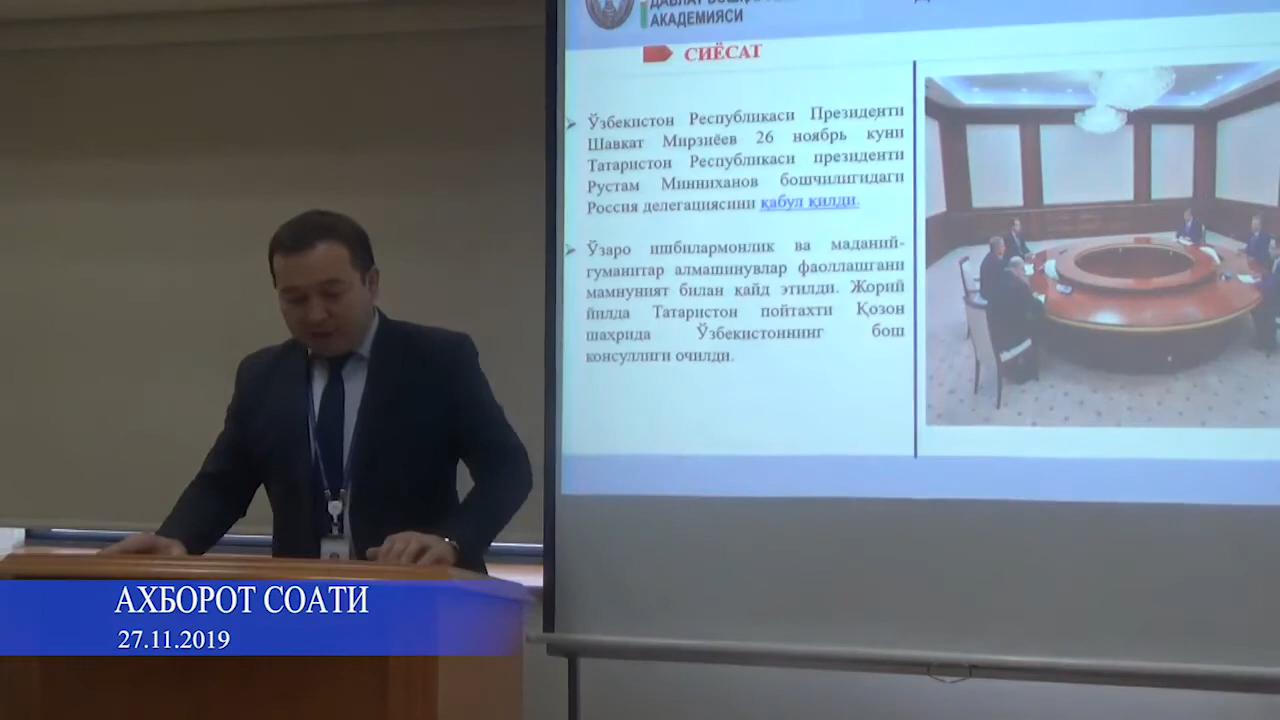 АКАДЕМИЯСИ
СИЁСАТ
Ўзбекистон Республикаси Президенти
Шавкат Мирзиёев 26 ноябрь куни
Татаристон Республикаси президенти
Рустам Минниханов бошчилигидаги
Россия делегациясини қабул қилди.
Ўзаро ишбилармонлик ва маданий-
гуманитар алмашинувлар фаоллашгани
мамнуният билан қайд этилди. Жорий
йилда Татаристон пойтахти Қозон
шаҳрида Ўзбекистоннинг бош
консуллиги очилди.
АХБОРОТ СОАТИ
27.11.2019